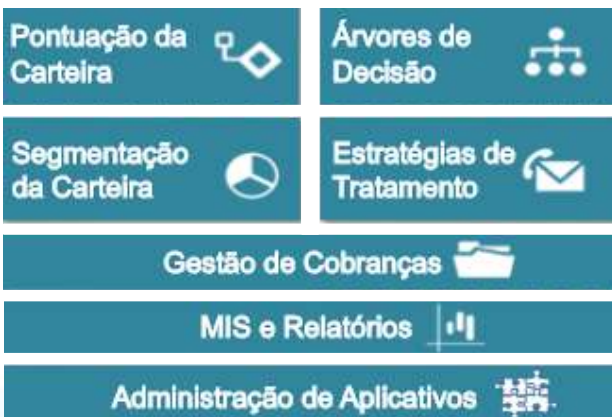 Pontuação da
Carteira
Árvores de
Decisão
Segmentação
da Carteira
Estratégias de
Tratamento
Gestão de Cobranças
MIS e Relatórios
Administração de Aplicativos